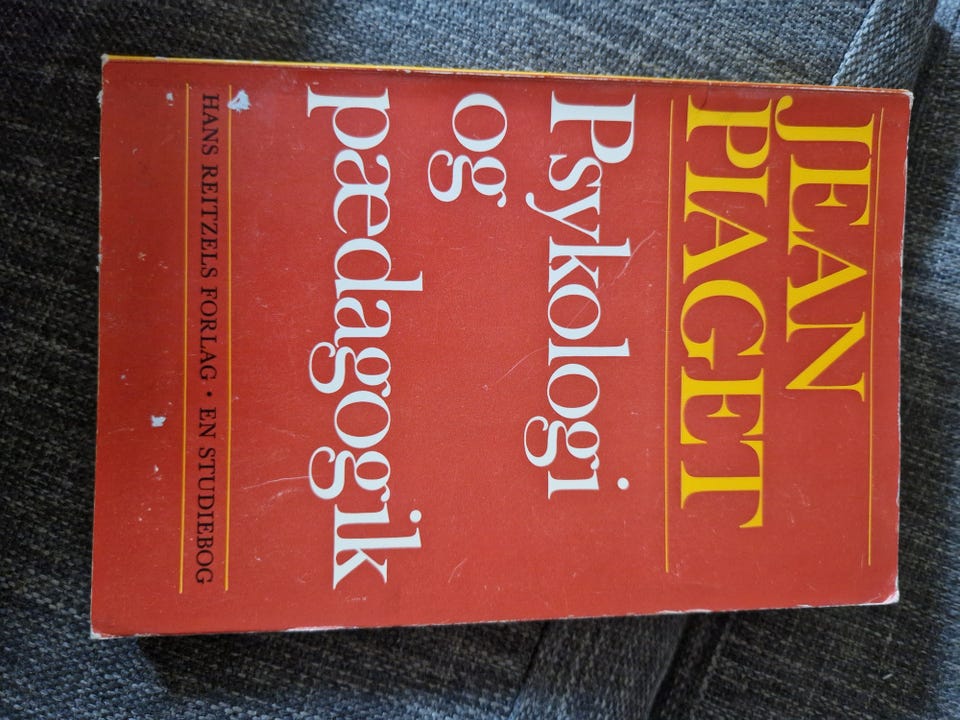 JEAN
PIAGET
Psykologi
og
pædagogik
HANS REITZELS FORLAG · EN STUDIEBOG